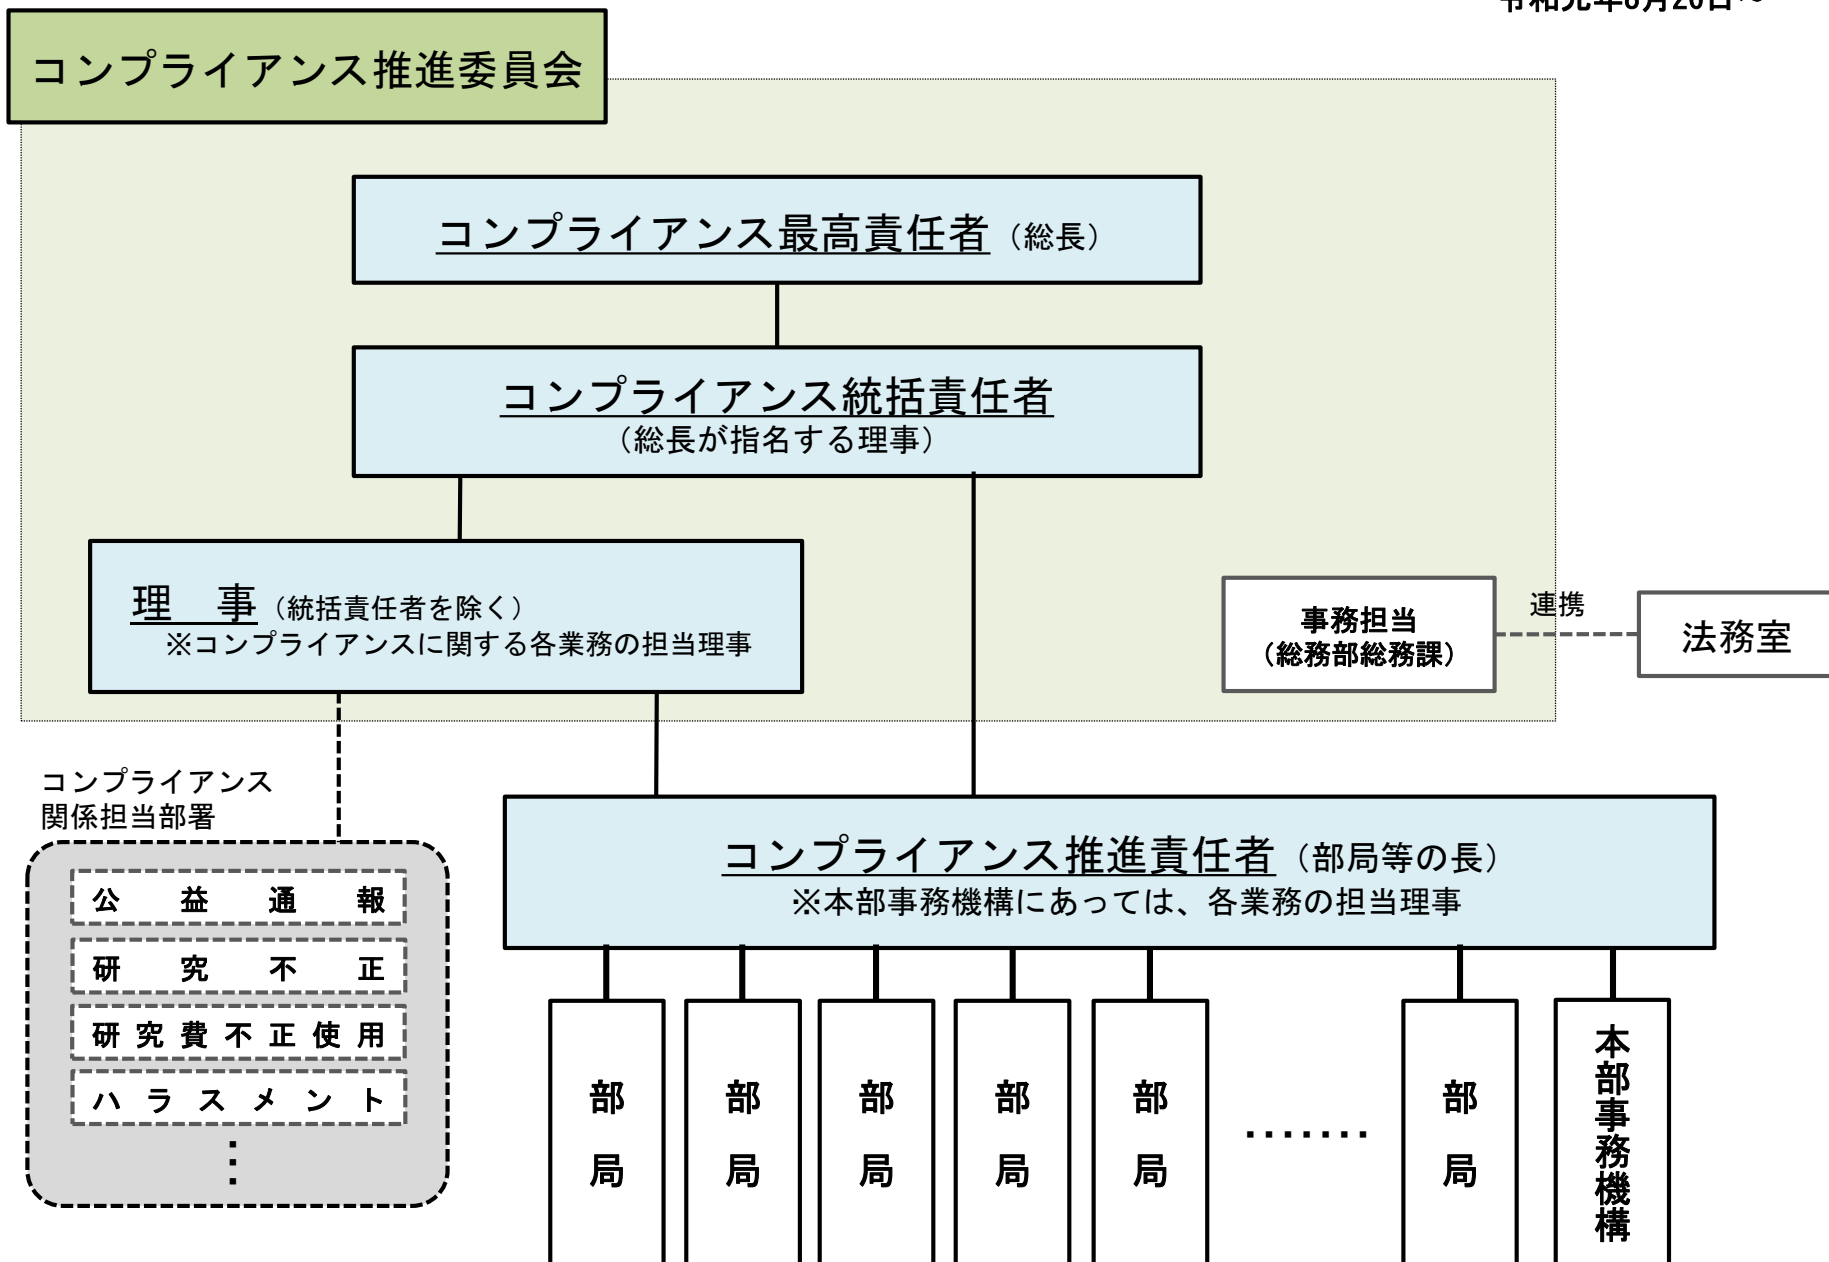 令和元年8月20日~
コンプライアンス推進委員会
コンプライアンス最高責任者（総長）
コンプライアンス統括責任者
（総長が指名する理事）
理　事（統括責任者を除く）
※コンプライアンスに関する各業務の担当理事
事務担当
（総務部総務課）
連携
法務室
コンプライアンス
関係担当部署
公益通報
研究不正
研究費不正使用
ハラスメント
⋮
コンプライアンス推進責任者（部局等の長）
※本部事務機構にあっては、各業務の担当理事
部局
部局
部局
部局
部局
·······
部局
本部事務機構